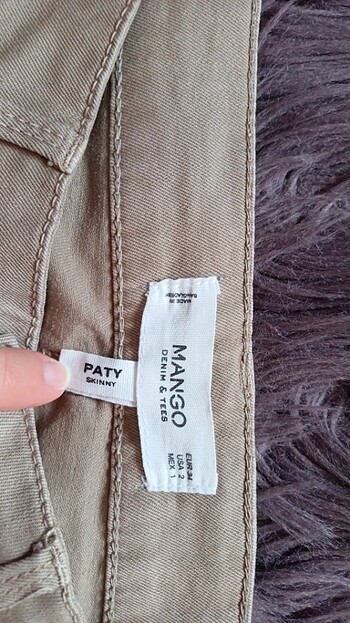 PATY
SKINNY
MANGO
DENIM & TEES
EUR 34
USA 2
MEX 1
MADE IN
BANGLADESH